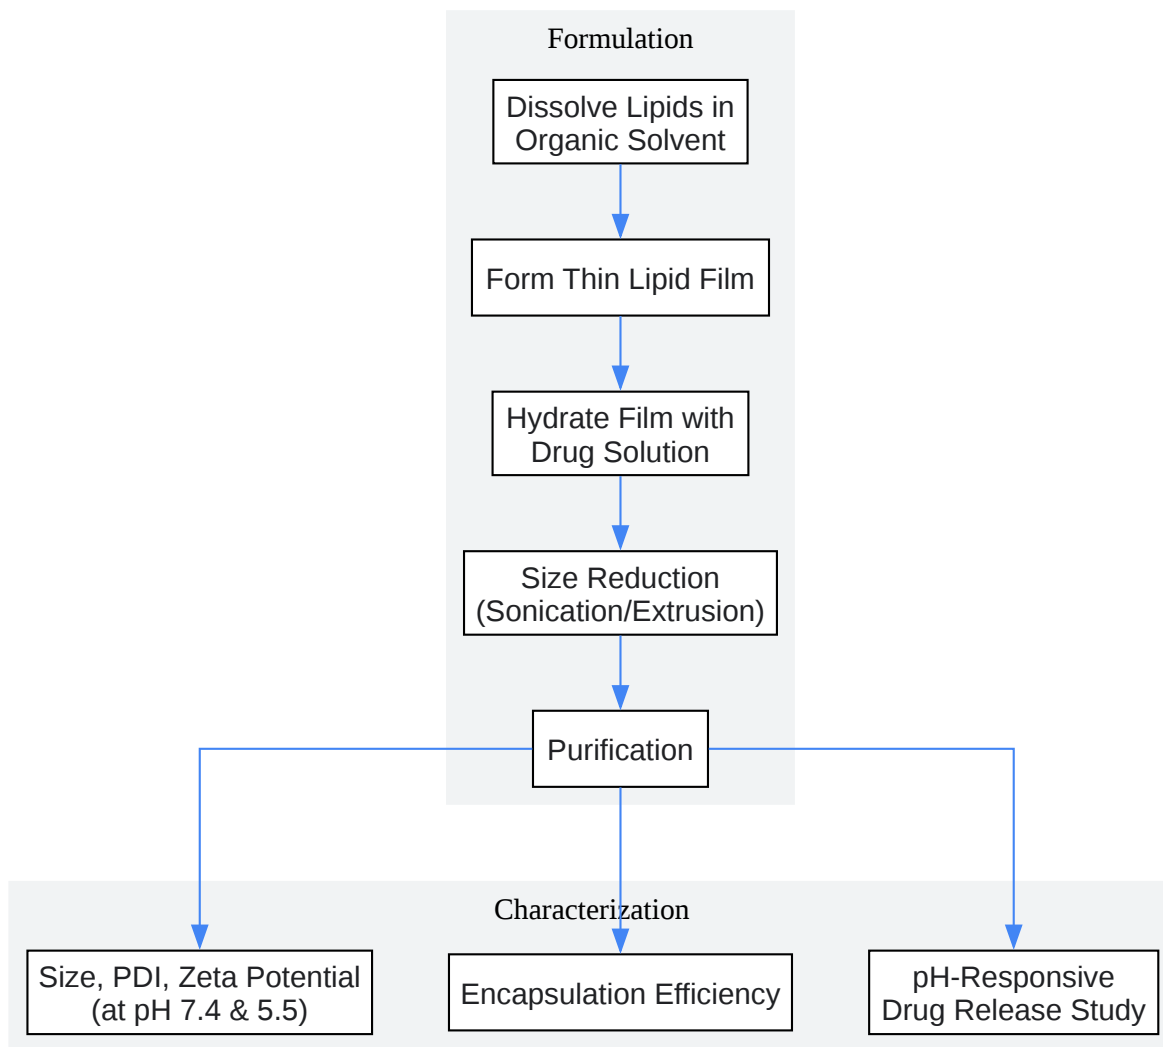 Formulation
Dissolve Lipids in
Organic Solvent
Form Thin Lipid Film
Hydrate Film with
Drug Solution
Size Reduction
(Sonication/Extrusion)
Purification
Characterization
Size, PDI, Zeta Potential
(at pH 7.4 & 5.5)
Encapsulation Efficiency
pH-Responsive
Drug Release Study